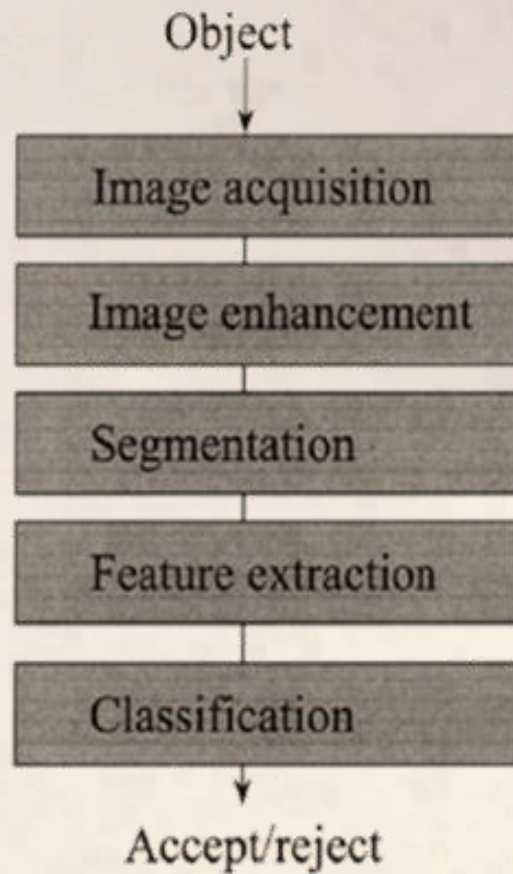 Object
Image acquisition
Image enhancement
Segmentation
Feature extraction
Classification
Accept/reject